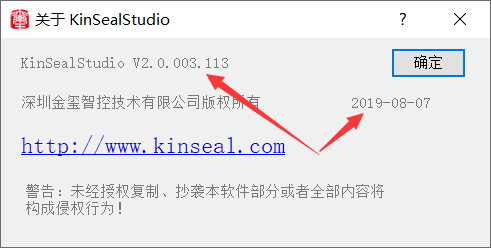 关于 KinSealStudio
KinSealStudio V2.0.003.113
确定
深圳金玺智控技术有限公司版权所有 2019-08-07
http://www.kinseal.com
警告：未经授权复制、抄袭本软件部分或者全部内容将
构成侵权行为！